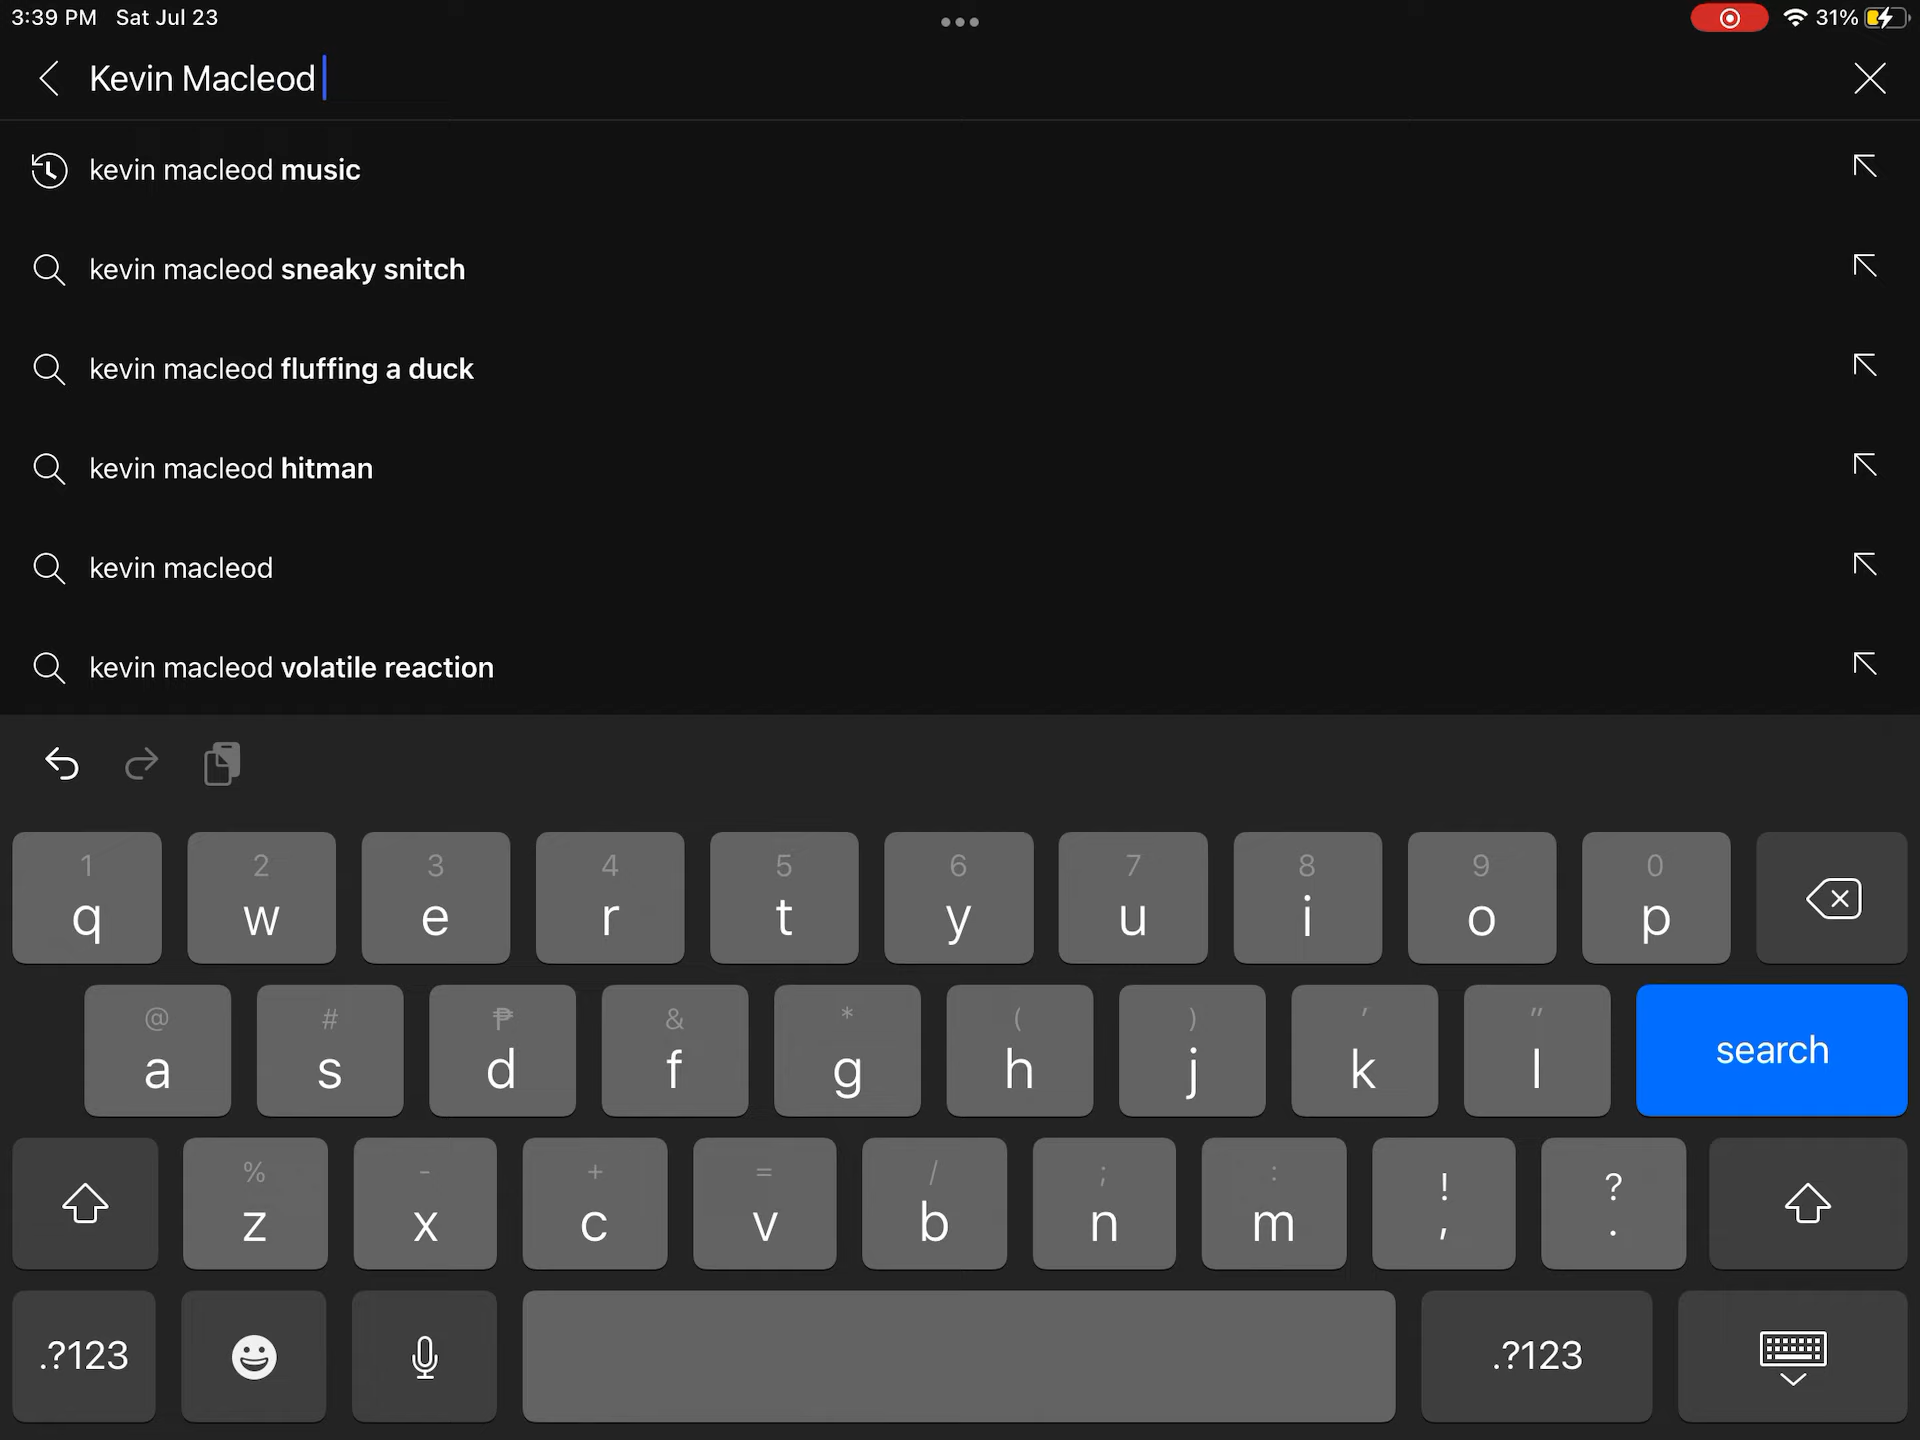 3:39 PM Sat Jul 23
31%
Kevin Macleod
kevin macleod music
kevin macleod sneaky snitch
kevin macleod fluffing a duck
kevin macleod hitman
kevin macleod
kevin macleod volatile reaction
1 2 3 4 5 6 7 8 9 0
q w e r t y u i o p
@ # ₱ & * ( ) ' "
a s d f g h j k l search
% - + = / ; : ! ?
z x c v b n m , .
.?123 .?123